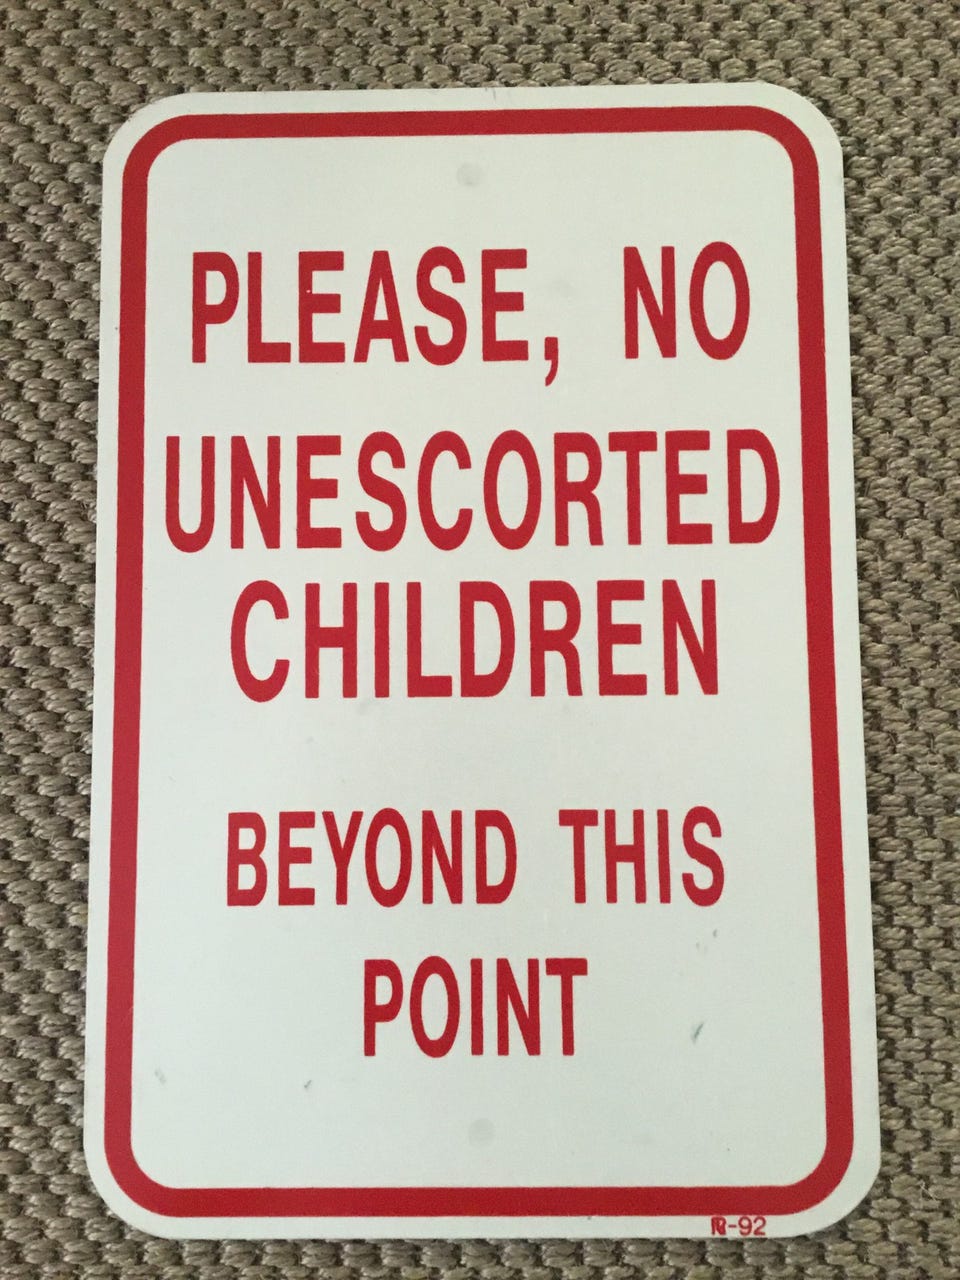 PLEASE, NO
UNESCORTED
CHILDREN
BEYOND THIS
POINT
R-92